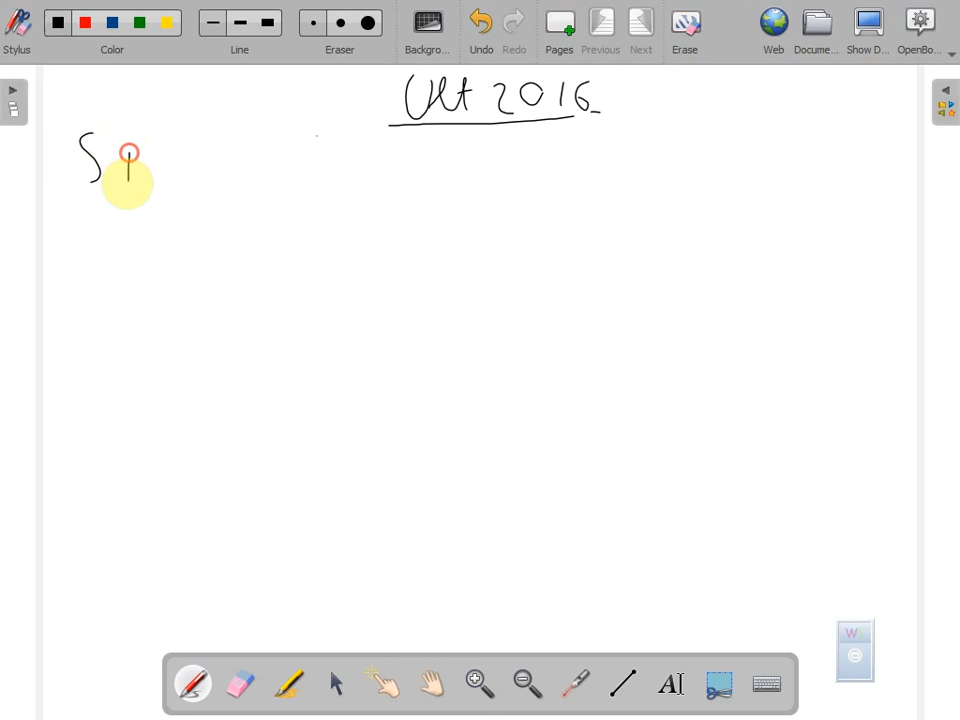 Stylus
Color
Line
Eraser
Backgro...
Undo
Redo
Pages
Previous
Next
Erase
Web
Docume...
Show D...
OpenBo...
2016
S
W
A